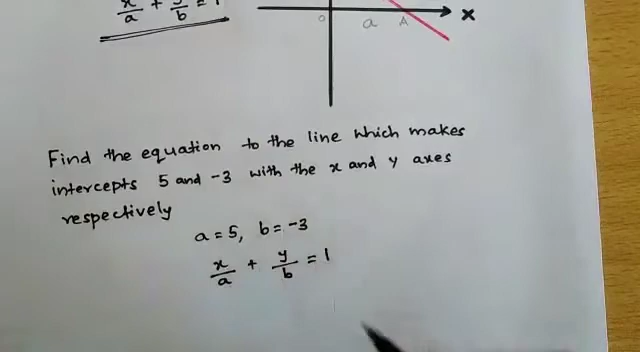 x/a + y/b = 1
o a A X
Find the equation to the line which makes
intercepts 5 and -3 with the x and y axes
respectively
a = 5, b = -3
x/a + y/b = 1